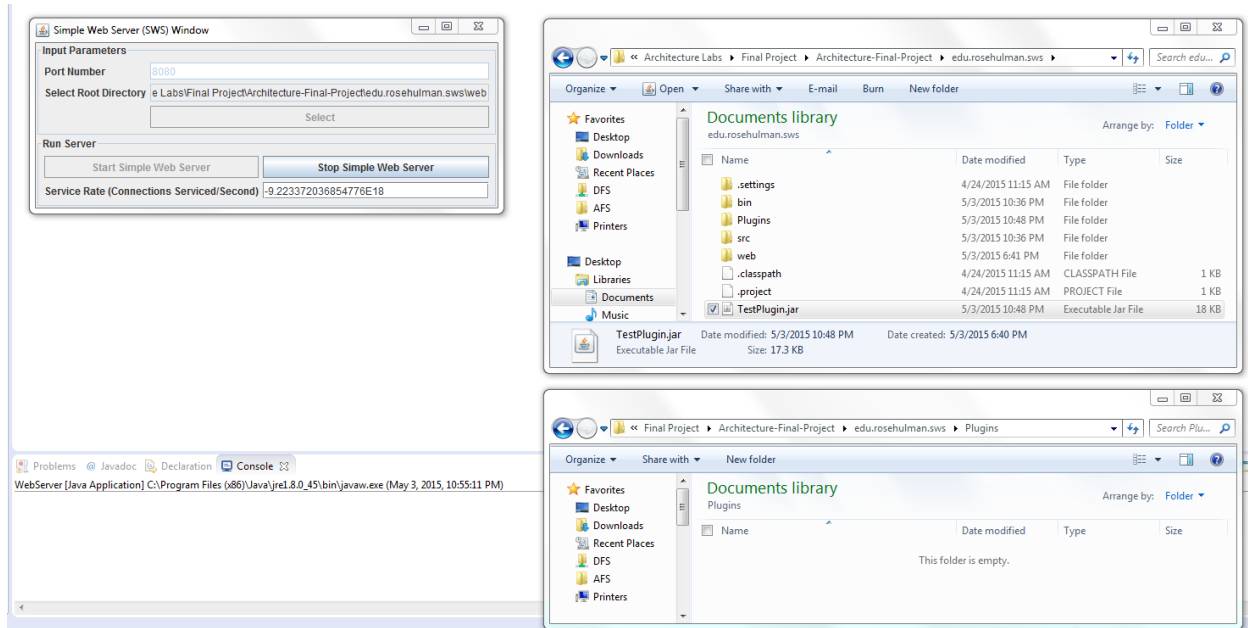 Simple Web Server (SWS) Window
Input Parameters
Port Number 8080
Select Root Directory e Labs\Final Project\Architecture-Final-Project\edu.rosehulman.sws\web
Select
Run Server
Start Simple Web Server Stop Simple Web Server
Service Rate (Connections Serviced/Second) -9.223372036854776E18
« Architecture Labs Final Project Architecture-Final-Project edu.rosehulman.sws Search edu...
Organize Open Share with E-mail Burn New folder
Favorites
Desktop
Downloads
Recent Places
DFS
AFS
Printers
Desktop
Libraries
Documents
Music
Documents library
edu.rosehulman.sws
Arrange by: Folder
Name Date modified Type Size
.settings 4/24/2015 11:15 AM File folder
bin 5/3/2015 10:36 PM File folder
Plugins 5/3/2015 10:48 PM File folder
src 5/3/2015 10:36 PM File folder
web 5/3/2015 6:41 PM File folder
.classpath 4/24/2015 11:15 AM CLASSPATH File 1 KB
.project 4/24/2015 11:15 AM PROJECT File 1 KB
TestPlugin.jar 5/3/2015 10:48 PM Executable Jar File 18 KB
TestPlugin.jar Date modified: 5/3/2015 10:48 PM Date created: 5/3/2015 6:40 PM
Executable Jar File Size: 17.3 KB
« Final Project Architecture-Final-Project edu.rosehulman.sws Plugins Search Plu...
Organize Share with New folder
Favorites
Desktop
Downloads
Recent Places
DFS
AFS
Printers
Documents library
Plugins
Arrange by: Folder
Name Date modified Type Size
This folder is empty.
Problems @ Javadoc Declaration Console
WebServer [Java Application] C:\Program Files (x86)\Java\jre1.8.0_45\bin\javaw.exe (May 3, 2015, 10:55:11 PM)